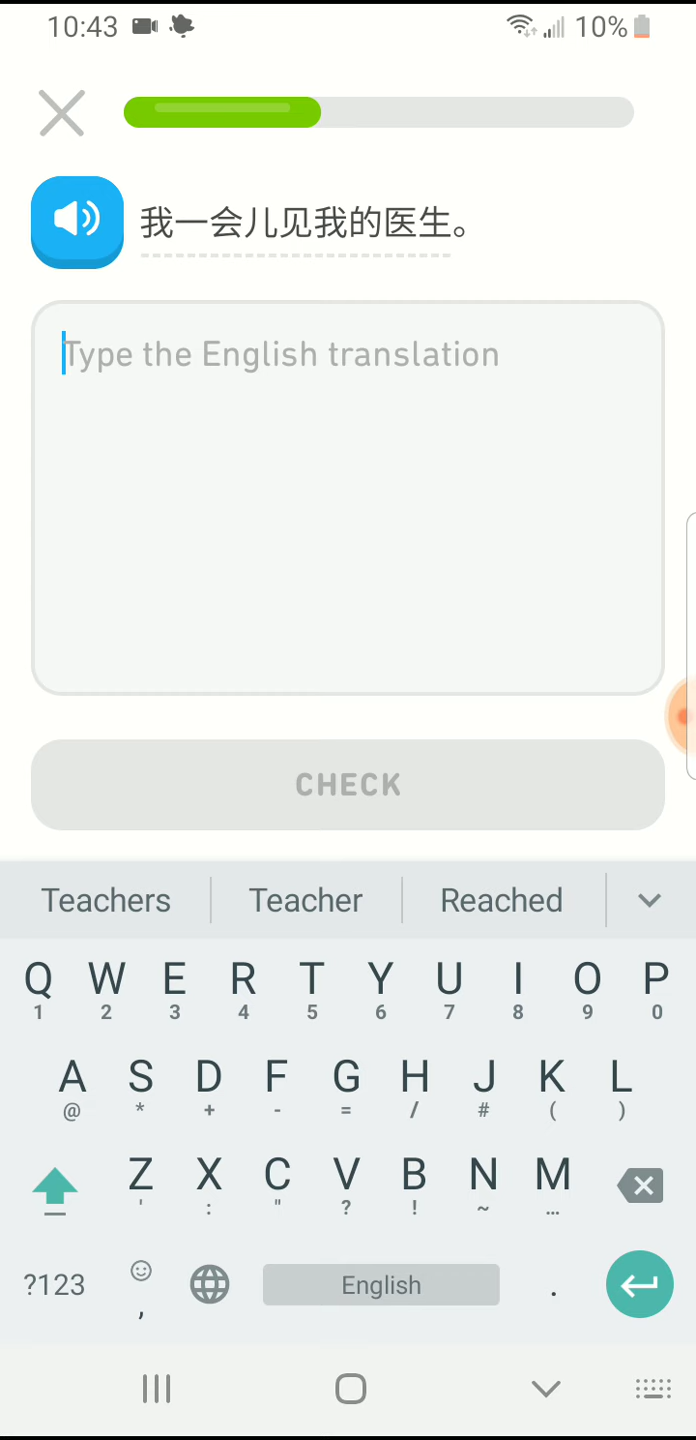 10:43 10%
我一会儿见我的医生。
Type the English translation
CHECK
Teachers Teacher Reached
Q W E R T Y U I O P
1 2 3 4 5 6 7 8 9 0
A S D F G H J K L
@ * + - = / # ( )
Z X C V B N M
' : " ? ! ~ …
?123 , English .